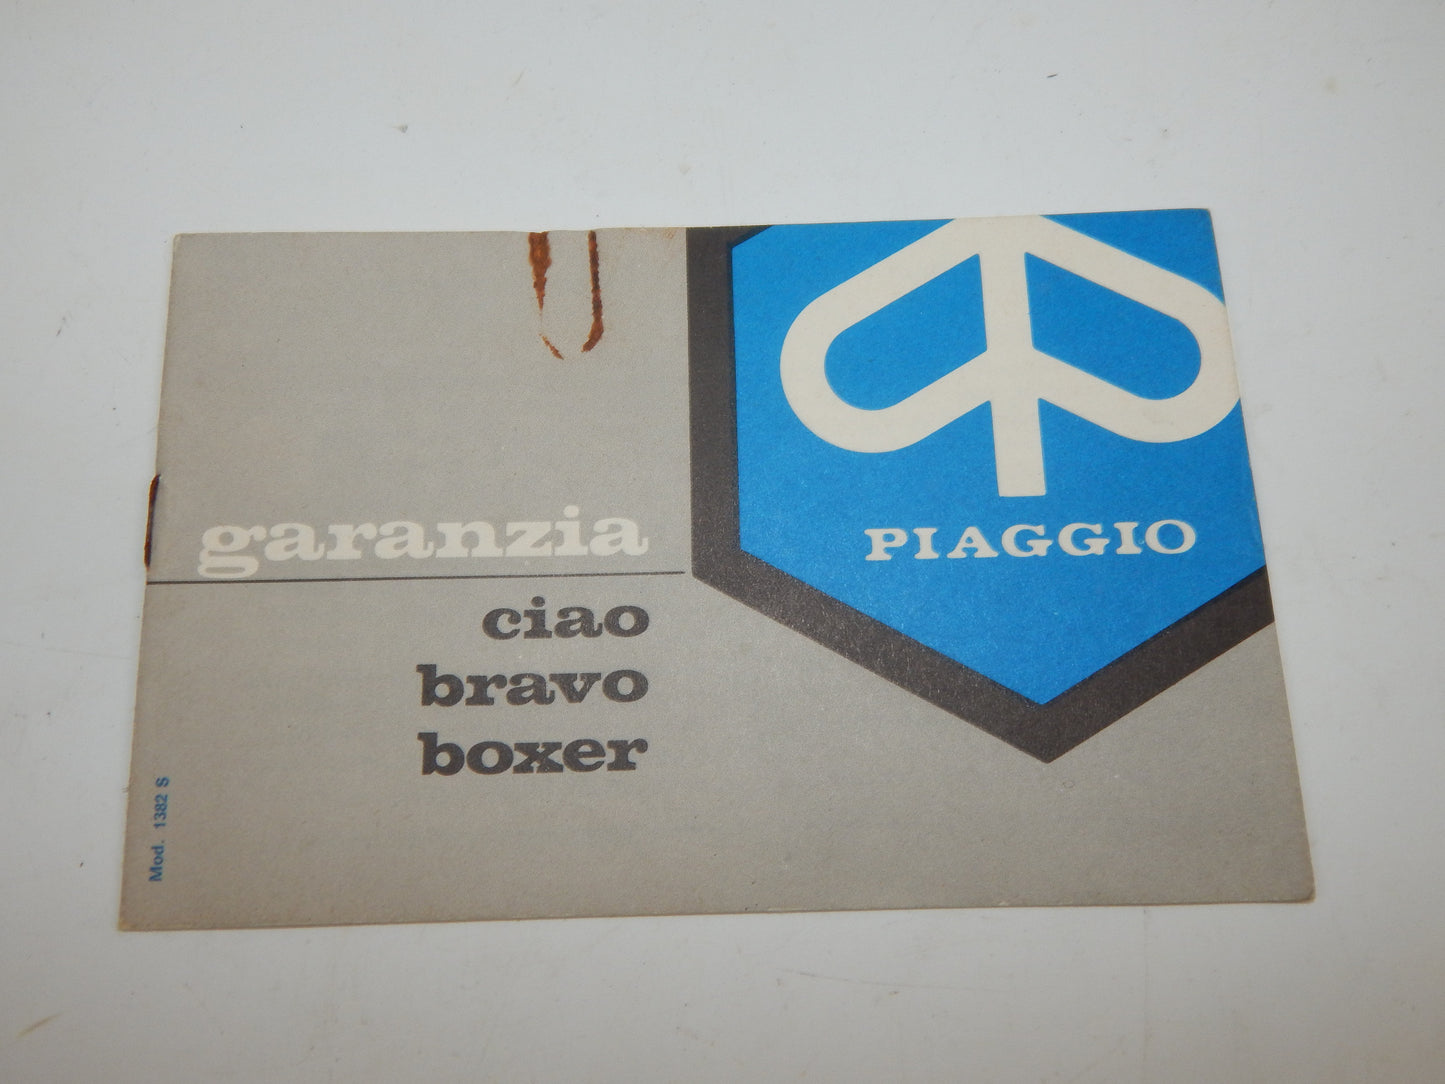 garanzia
ciao
bravo
boxer
PIAGGIO
Mod. 1382 S